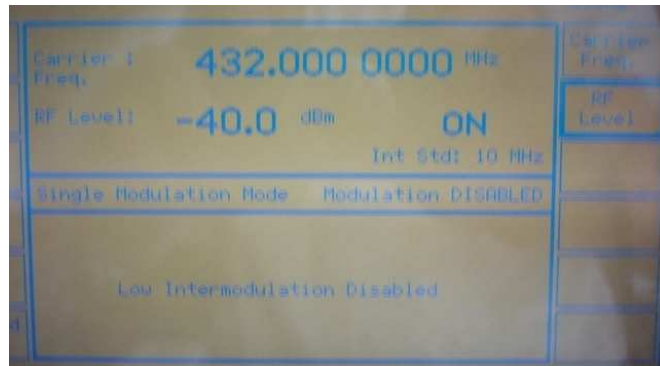 Carrier : 432.000 0000 MHz
Freq.
RF Level: -40.0 dBm ON
Int Std: 10 MHz
Single Modulation Mode Modulation DISABLED
Low Intermodulation Disabled
Carrier
Freq.
RF
Level